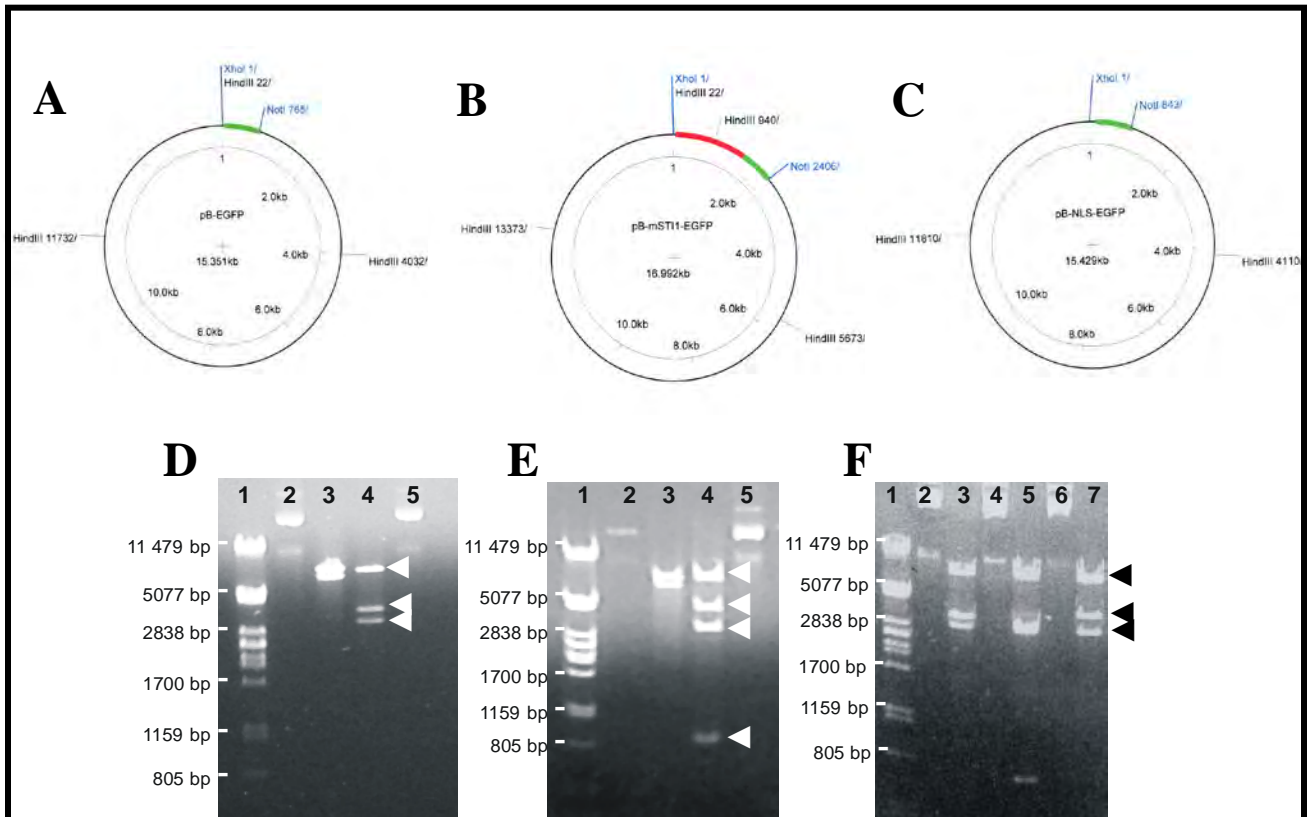 A
XhoI 1/
HindIII 22/
NotI 765/
1
2.0kb
pB-EGFP
HindIII 11732/
4.0kb
HindIII 4032/
15.351kb
10.0kb
6.0kb
8.0kb
B
XhoI 1/
HindIII 22/
HindIII 940/
NotI 2406/
1
2.0kb
HindIII 13373/
pB-mSTI1-EGFP
4.0kb
16.992kb
6.0kb
10.0kb
HindIII 5673/
8.0kb
C
XhoI 1/
NotI 843/
1
2.0kb
pB-NLS-EGFP
HindIII 11810/
4.0kb
HindIII 4110
15.429kb
10.0kb
6.0kb
8.0kb
D
1 2 3 4 5
11 479 bp
5077 bp
2838 bp
1700 bp
1159 bp
805 bp
E
1 2 3 4 5
11 479 bp
5077 bp
2838 bp
1700 bp
1159 bp
805 bp
F
1 2 3 4 5 6 7
11 479 bp
5077 bp
2838 bp
1700 bp
1159 bp
805 bp